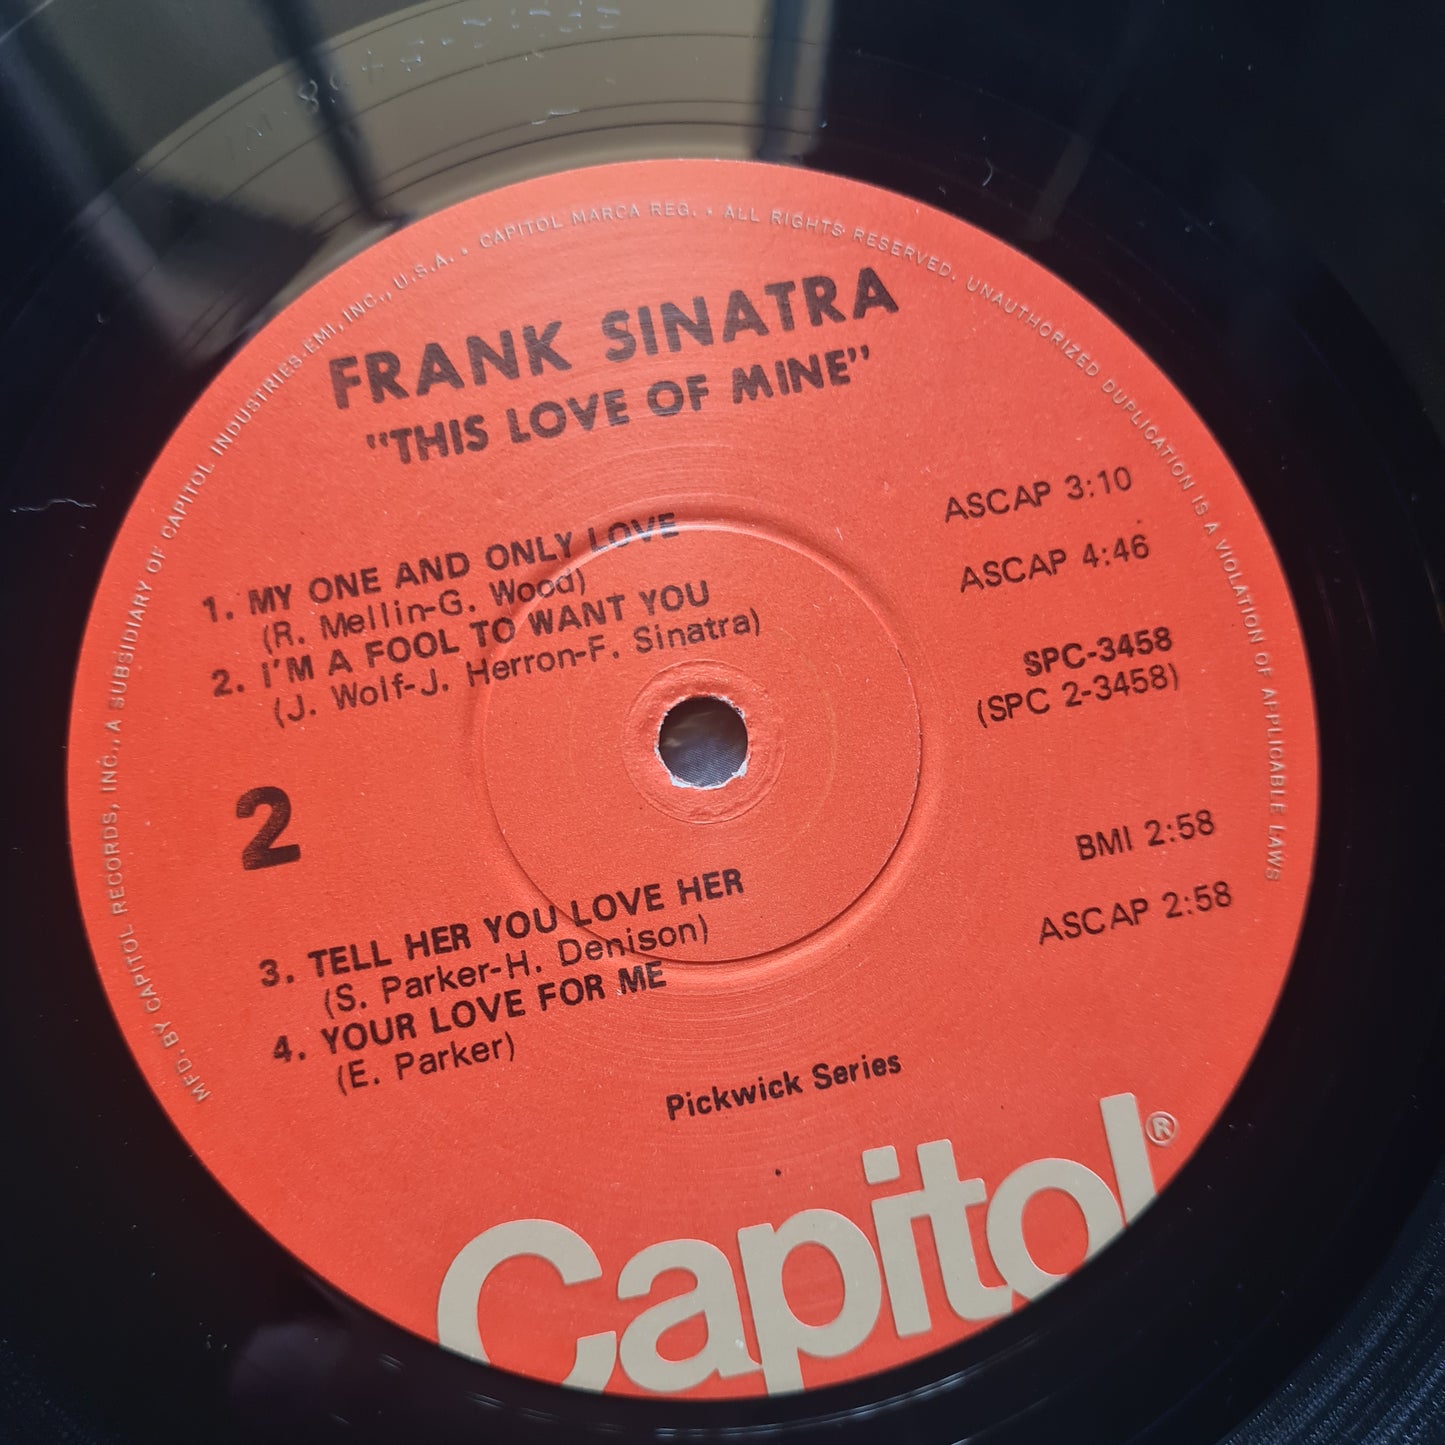 MFD. BY CAPITOL RECORDS, INC., A SUBSIDIARY OF CAPITOL INDUSTRIES-EMI, INC., U.S.A. • CAPITOL MARCA REG. • ALL RIGHTS RESERVED. UNAUTHORIZED DUPLICATION IS A VIOLATION OF APPLICABLE LAWS
FRANK SINATRA
"THIS LOVE OF MINE"
1. MY ONE AND ONLY LOVE ASCAP 3:10
(R. Mellin-G. Wood)
2. I'M A FOOL TO WANT YOU ASCAP 4:46
(J. Wolf-J. Herron-F. Sinatra)
SPC-3458
(SPC 2-3458)
2
3. TELL HER YOU LOVE HER BMI 2:58
(S. Parker-H. Denison)
4. YOUR LOVE FOR ME ASCAP 2:58
(E. Parker)
Pickwick Series
Capitol®